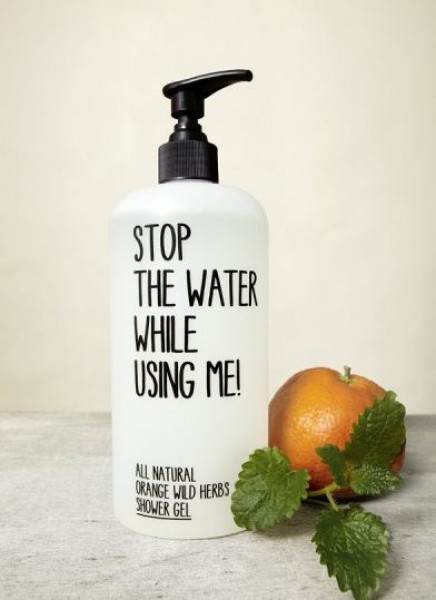 STOP
THE WATER
WHILE
USING ME!
ALL NATURAL
ORANGE WILD HERBS
SHOWER GEL